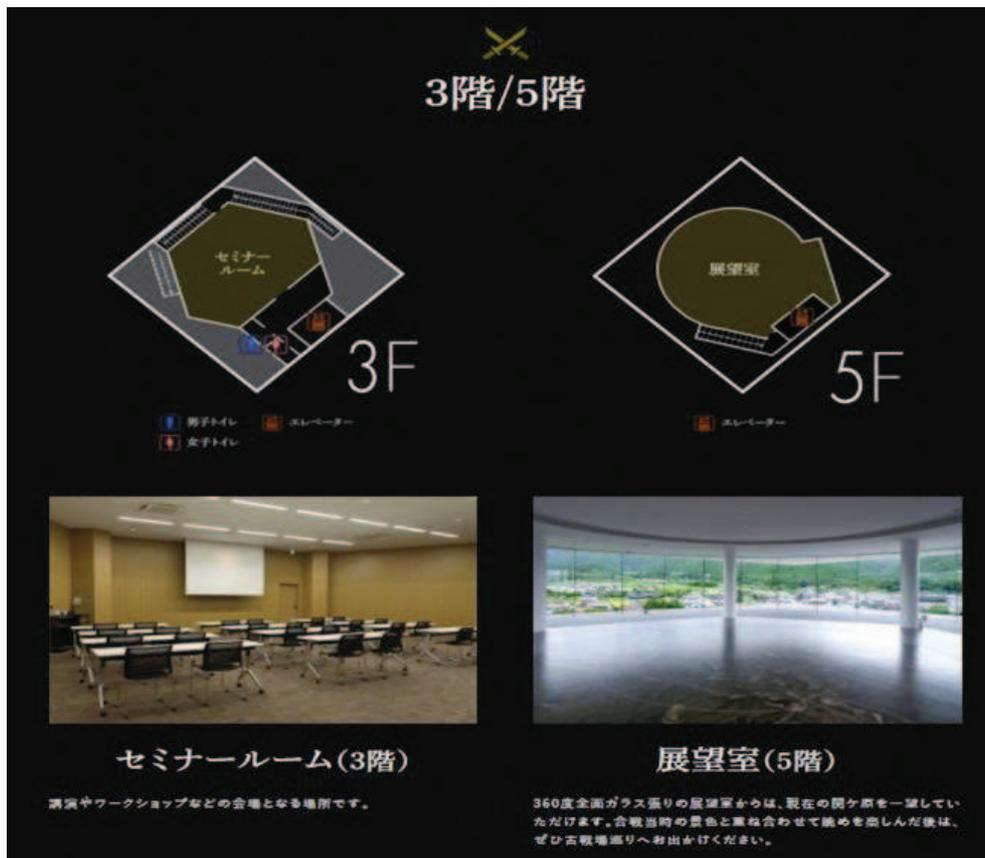 3階/5階
セミナー
ルーム
展望室
3F
5F
男子トイレ
エレベーター
女子トイレ
エレベーター
セミナールーム(3階)
講演やワークショップなどの会場となる場所です。
展望室(5階)
360度全面ガラス張りの展望室からは、現在の関ケ原を一望してい
ただけます。合戦当時の景色と重ね合わせて眺めを楽しんだ後は、
ぜひ古戦場巡りへお出かけください。